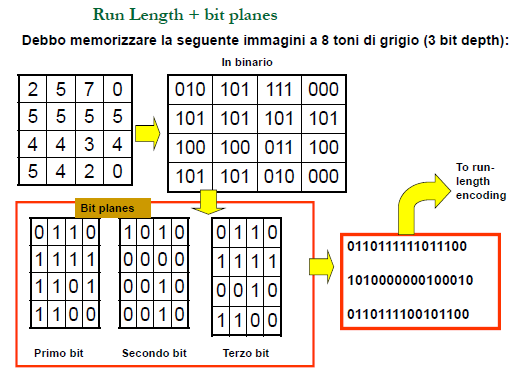 Run Length + bit planes
Debbo memorizzare la seguente immagini a 8 toni di grigio (3 bit depth):
In binario
2 5 7 0
5 5 5 5
4 4 3 4
5 4 2 0
010 101 111 000
101 101 101 101
100 100 011 100
101 101 010 000
To run-
length
encoding
Bit planes
0 1 1 0
1 1 1 1
1 1 0 1
1 1 0 0
Primo bit
1 0 1 0
0 0 0 0
0 0 1 0
0 0 1 0
Secondo bit
0 1 1 0
1 1 1 1
0 0 1 0
1 1 0 0
Terzo bit
0110111111011100
1010000000100010
0110111100101100